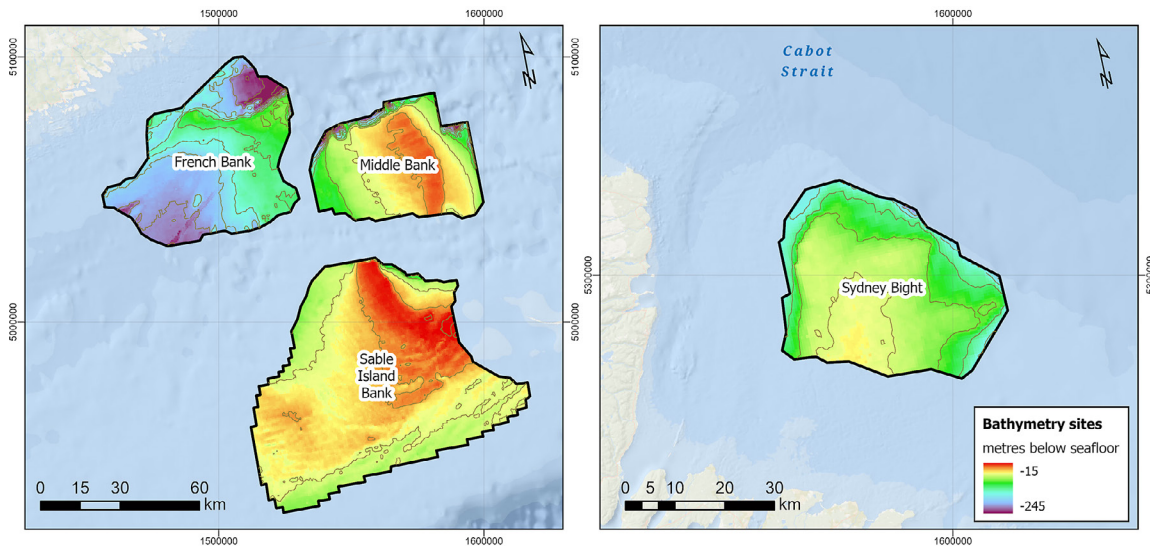 1500000
1600000
1600000
5100000
5100000
Cabot
Strait
N
N
French Bank
Middle Bank
Sydney Bight
5300000
5000000
5000000
Sable
Island
Bank
Bathymetry sites
metres below seafloor
-15
-245
0 15 30 60
km
0 5 10 20 30
km
1500000
1600000
1600000